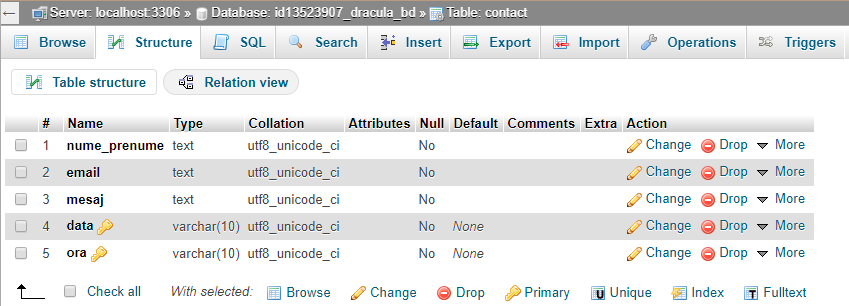 Server: localhost:3306 » Database: id13523907_dracula_bd » Table: contact
Browse Structure SQL Search Insert Export Import Operations Triggers
Table structure Relation view
# Name Type Collation Attributes Null Default Comments Extra Action
1 nume_prenume text utf8_unicode_ci No Change Drop More
2 email text utf8_unicode_ci No Change Drop More
3 mesaj text utf8_unicode_ci No Change Drop More
4 data varchar(10) utf8_unicode_ci No None Change Drop More
5 ora varchar(10) utf8_unicode_ci No None Change Drop More
Check all With selected: Browse Change Drop Primary Unique Index Fulltext